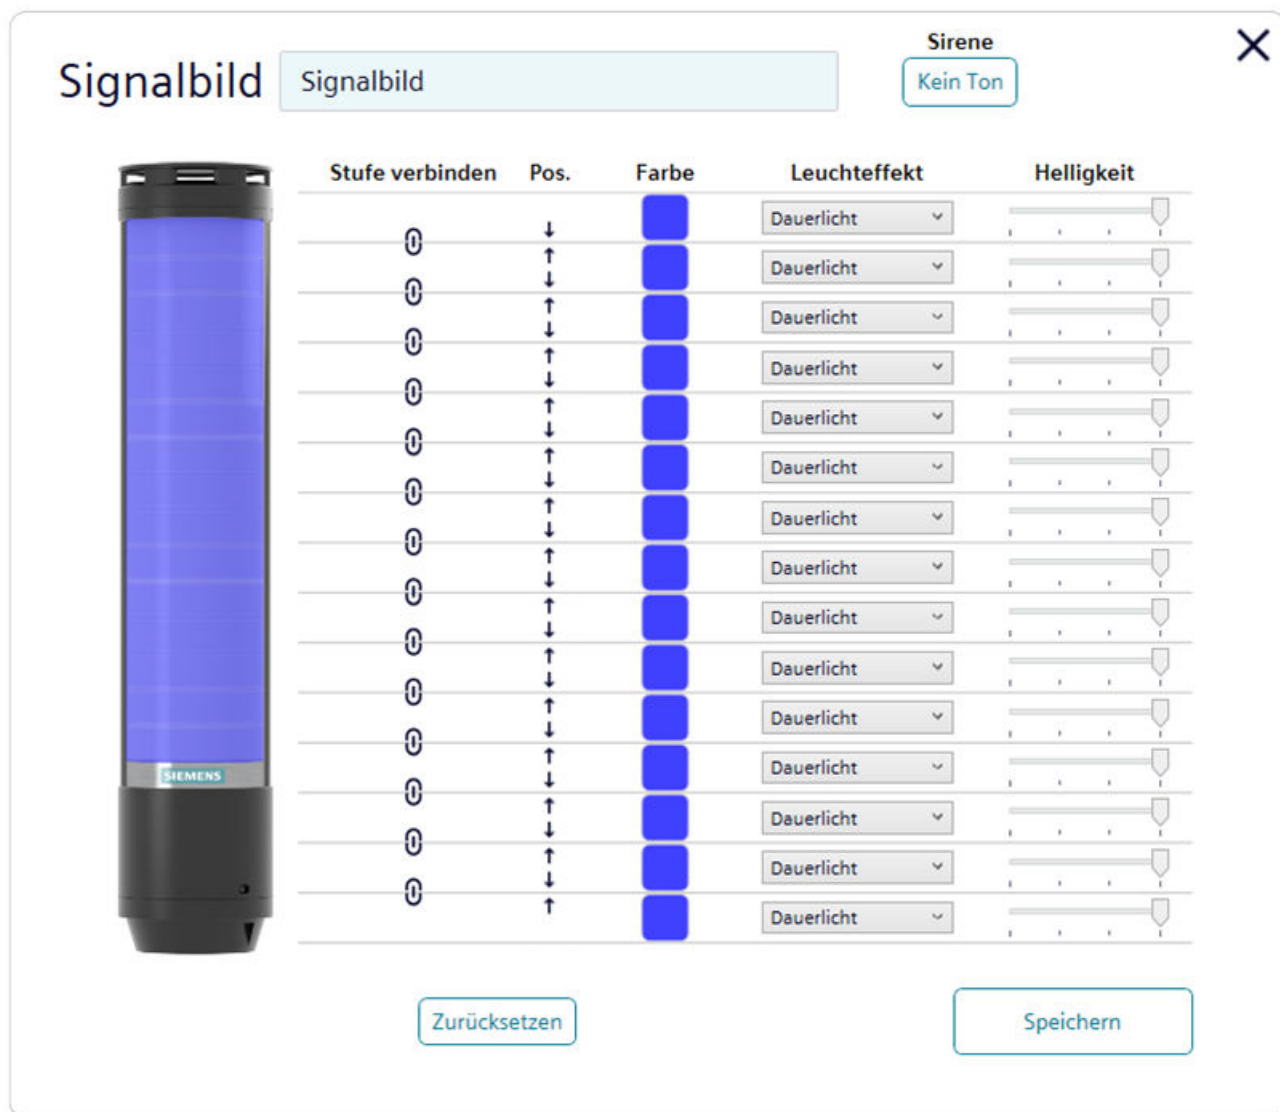 Sirene
Signalbild Signalbild Kein Ton
Stufe verbinden Pos. Farbe Leuchteffekt Helligkeit
Dauerlicht
Dauerlicht
Dauerlicht
Dauerlicht
Dauerlicht
Dauerlicht
Dauerlicht
Dauerlicht
Dauerlicht
Dauerlicht
Dauerlicht
SIEMENS Dauerlicht
Dauerlicht
Dauerlicht
Dauerlicht
Zurücksetzen Speichern